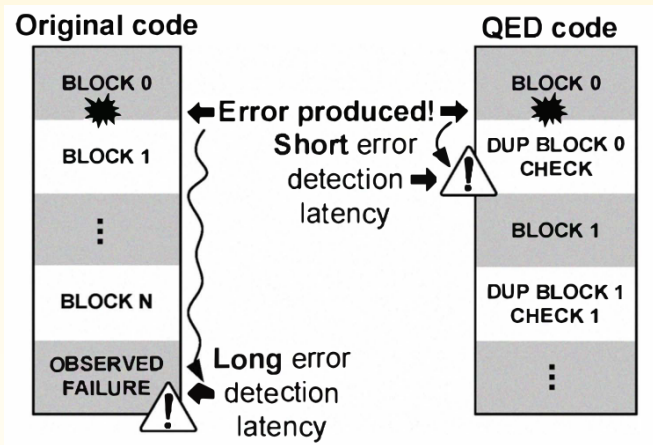 Original code
QED code
BLOCK 0
BLOCK 1
⋮
BLOCK N
OBSERVED
FAILURE
Error produced!
Short error
detection
latency
Long error
detection
latency
BLOCK 0
DUP BLOCK 0
CHECK
BLOCK 1
DUP BLOCK 1
CHECK 1
⋮